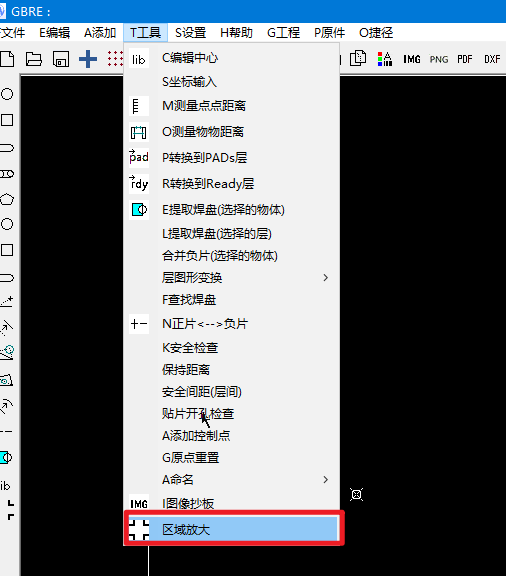 GBRE：
文件 E编辑 A添加 T工具 S设置 H帮助 G工程 P原件 O捷径
IMG PNG PDF DXF
lib C编辑中心
S坐标输入
M测量点点距离
O测量物物距离
pad P转换到PADs层
rdy R转换到Ready层
E提取焊盘(选择的物体)
L提取焊盘(选择的层)
合并负片(选择的物体)
层图形变换
F查找焊盘
+- N正片<-->负片
K安全检查
保持距离
安全间距(层间)
贴片开孔检查
A添加控制点
G原点重置
A命名
lib
IMG I图像抄板
区域放大